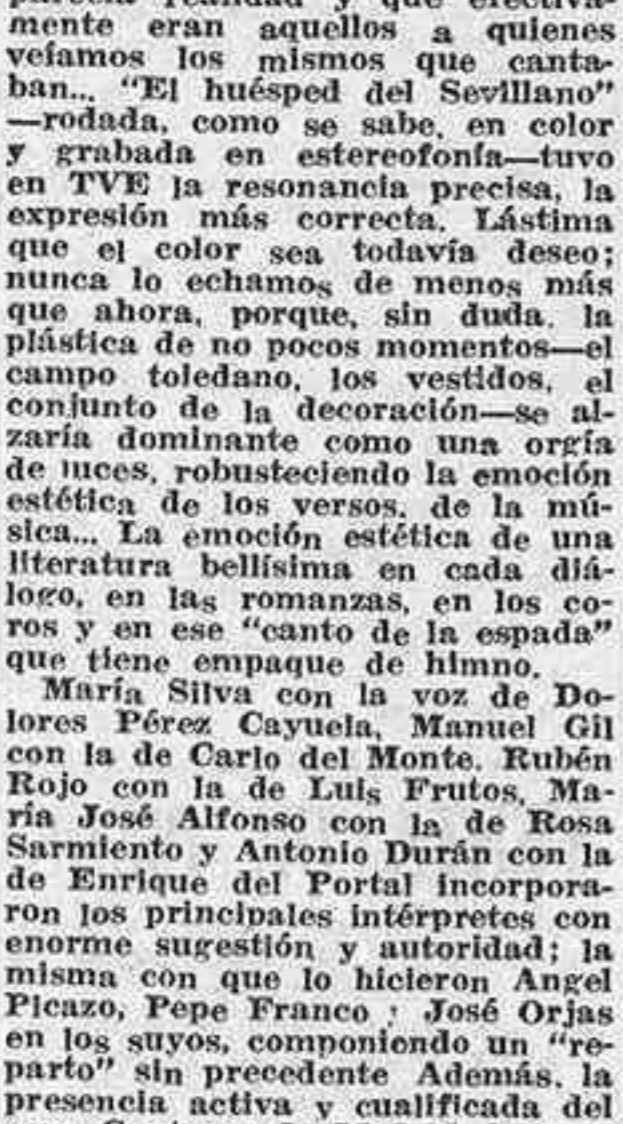 parecía realidad y que efectiva-
mente eran aquellos a quienes
veíamos los mismos que canta-
ban... "El huésped del Sevillano"
—rodada, como se sabe, en color
y grabada en estereofonía—tuvo
en TVE la resonancia precisa, la
expresión más correcta. Lástima
que el color sea todavía deseo;
nunca lo echamos de menos más
que ahora, porque, sin duda, la
plástica de no pocos momentos—el
campo toledano, los vestidos, el
conjunto de la decoración—se al-
zaría dominante como una orgía
de luces, robusteciendo la emoción
estética de los versos, de la mú-
sica... La emoción estética de una
literatura bellísima en cada diá-
logo, en las romanzas, en los co-
ros y en ese "canto de la espada"
que tiene empaque de himno.
María Silva con la voz de Do-
lores Pérez Cayuela, Manuel Gil
con la de Carlo del Monte, Rubén
Rojo con la de Luis Frutos, Ma-
ría José Alfonso con la de Rosa
Sarmiento y Antonio Durán con la
de Enrique del Portal incorpora-
ron los principales intérpretes con
enorme sugestión y autoridad; la
misma con que lo hicieron Angel
Picazo, Pepe Franco y José Orjas
en los suyos, componiendo un "re-
parto" sin precedente Además, la
presencia activa y cualificada del